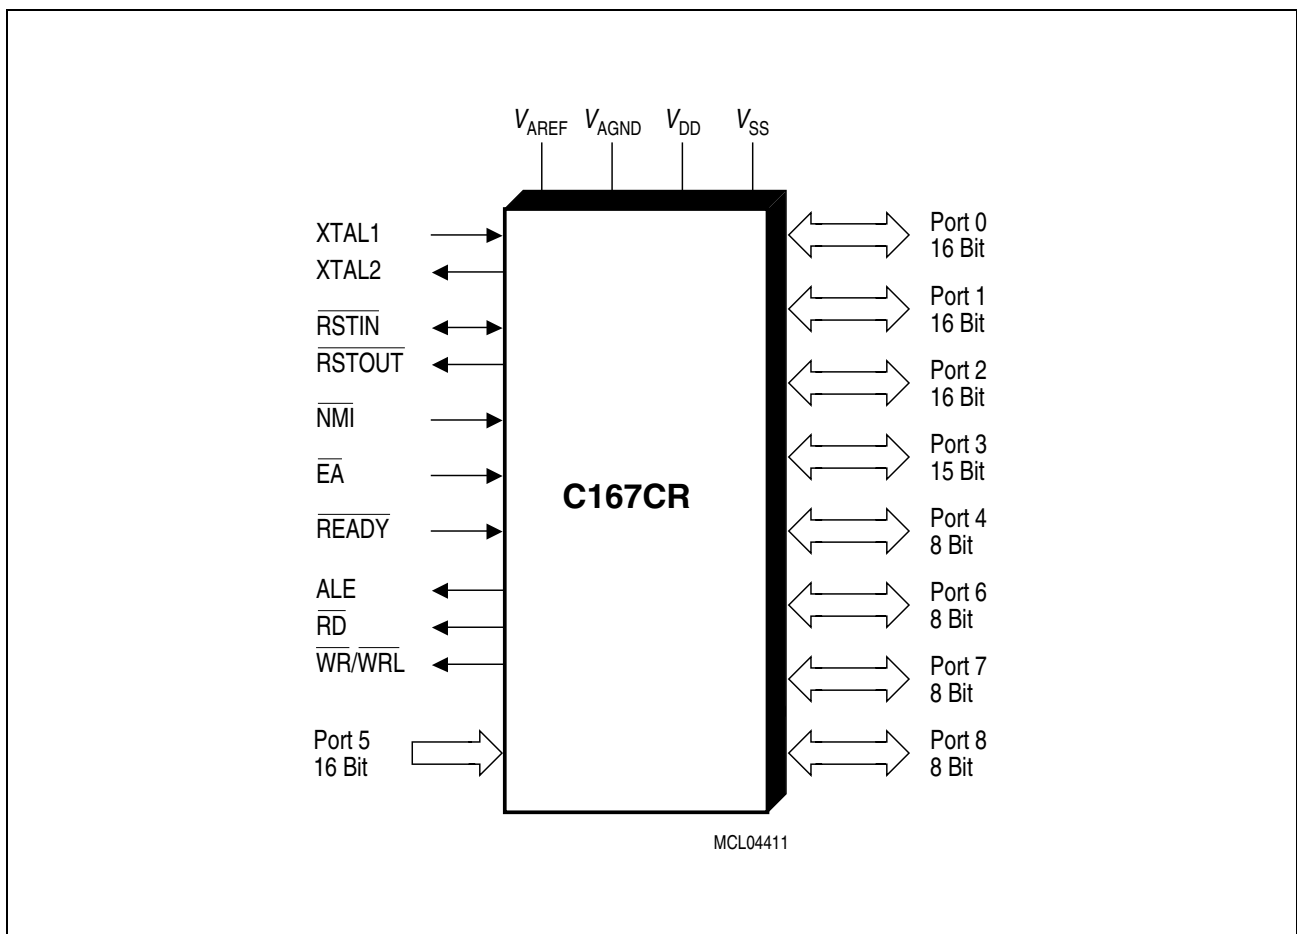 VAREF VAGND VDD VSS
XTAL1
XTAL2
RSTIN
RSTOUT
NMI
EA
READY
ALE
RD
WR/WRL
Port 5
16 Bit
C167CR
Port 0
16 Bit
Port 1
16 Bit
Port 2
16 Bit
Port 3
15 Bit
Port 4
8 Bit
Port 6
8 Bit
Port 7
8 Bit
Port 8
8 Bit
MCL04411